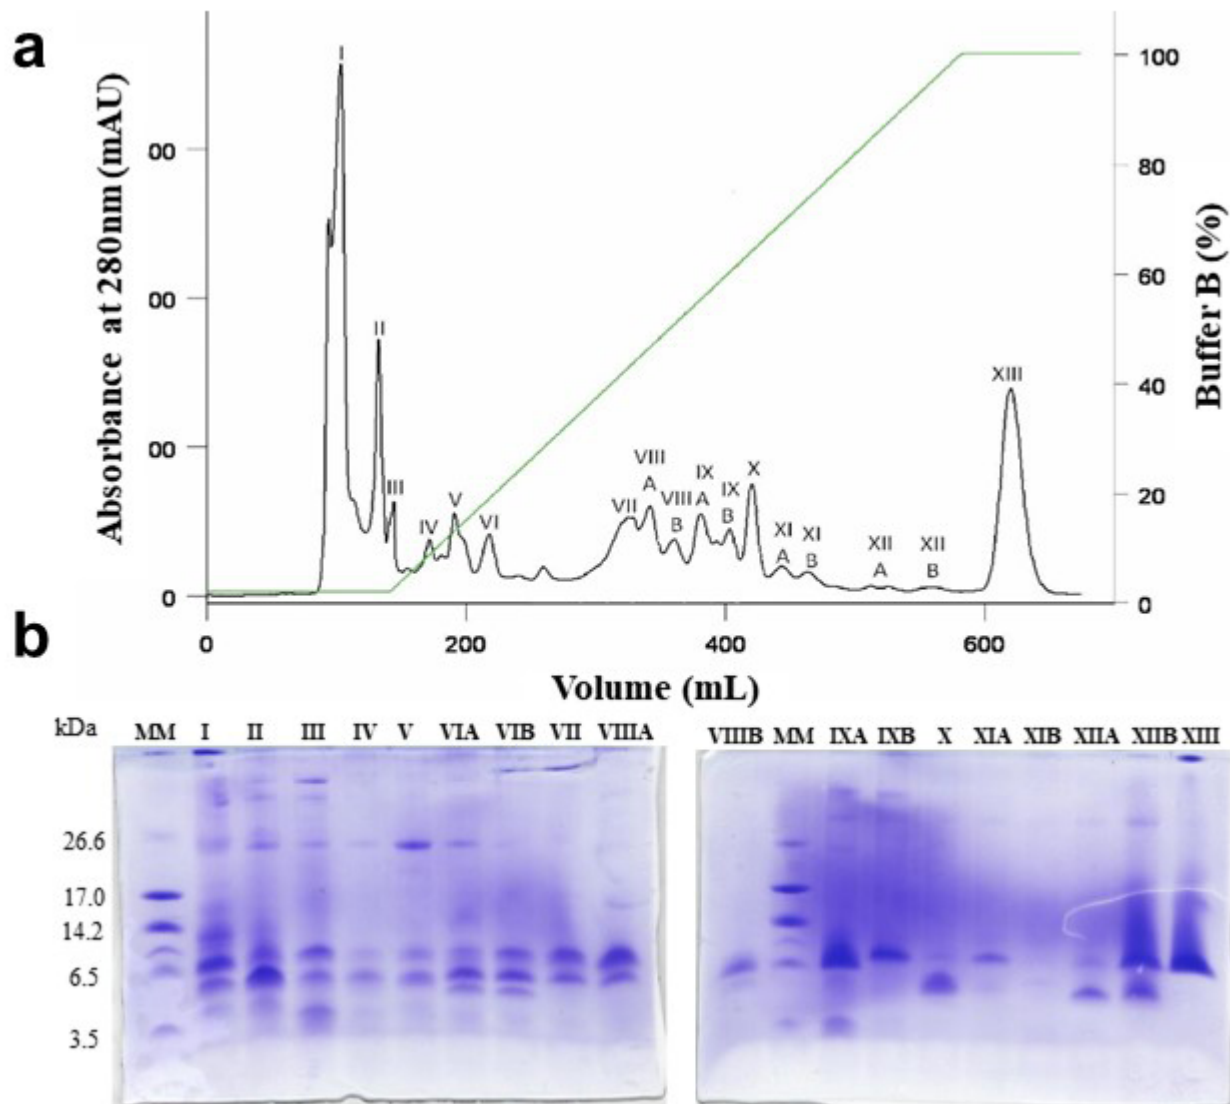 a
Absorbance at 280nm (mAU)
00
00
00
0
I
II
III
IV
V
VI
VII
VIII
A
VIII
B
IX
A
IX
B
X
XI
A
XI
B
XII
A
XII
B
XIII
100
80
60
40
20
0
Buffer B (%)
0 200 400 600
Volume (mL)
b
kDa MM I II III IV V VIA VIB VII VIIIA
VIIIB MM IXA IXB X XIA XIB XIIA XIIB XIII
26.6
17.0
14.2
6.5
3.5